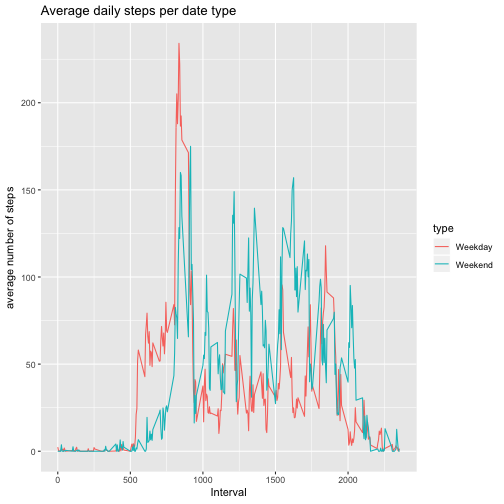 Average daily steps per date type
average number of steps
200
150
100
50
0
0
500
1000
1500
2000
Interval
type
Weekday
Weekend